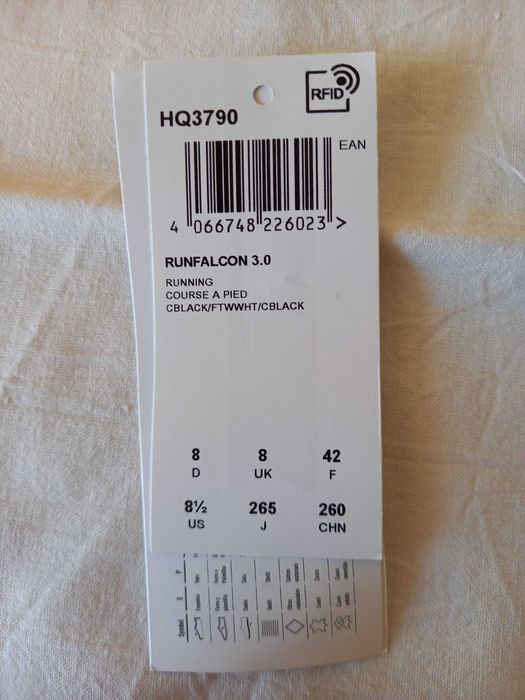 RFID
HQ3790
EAN
4 066748 226023 >
RUNFALCON 3.0
RUNNING
COURSE A PIED
CBLACK/FTWWHT/CBLACK
8 8 42
D UK F
8½ 265 260
US J CHN
Symbol
E
P